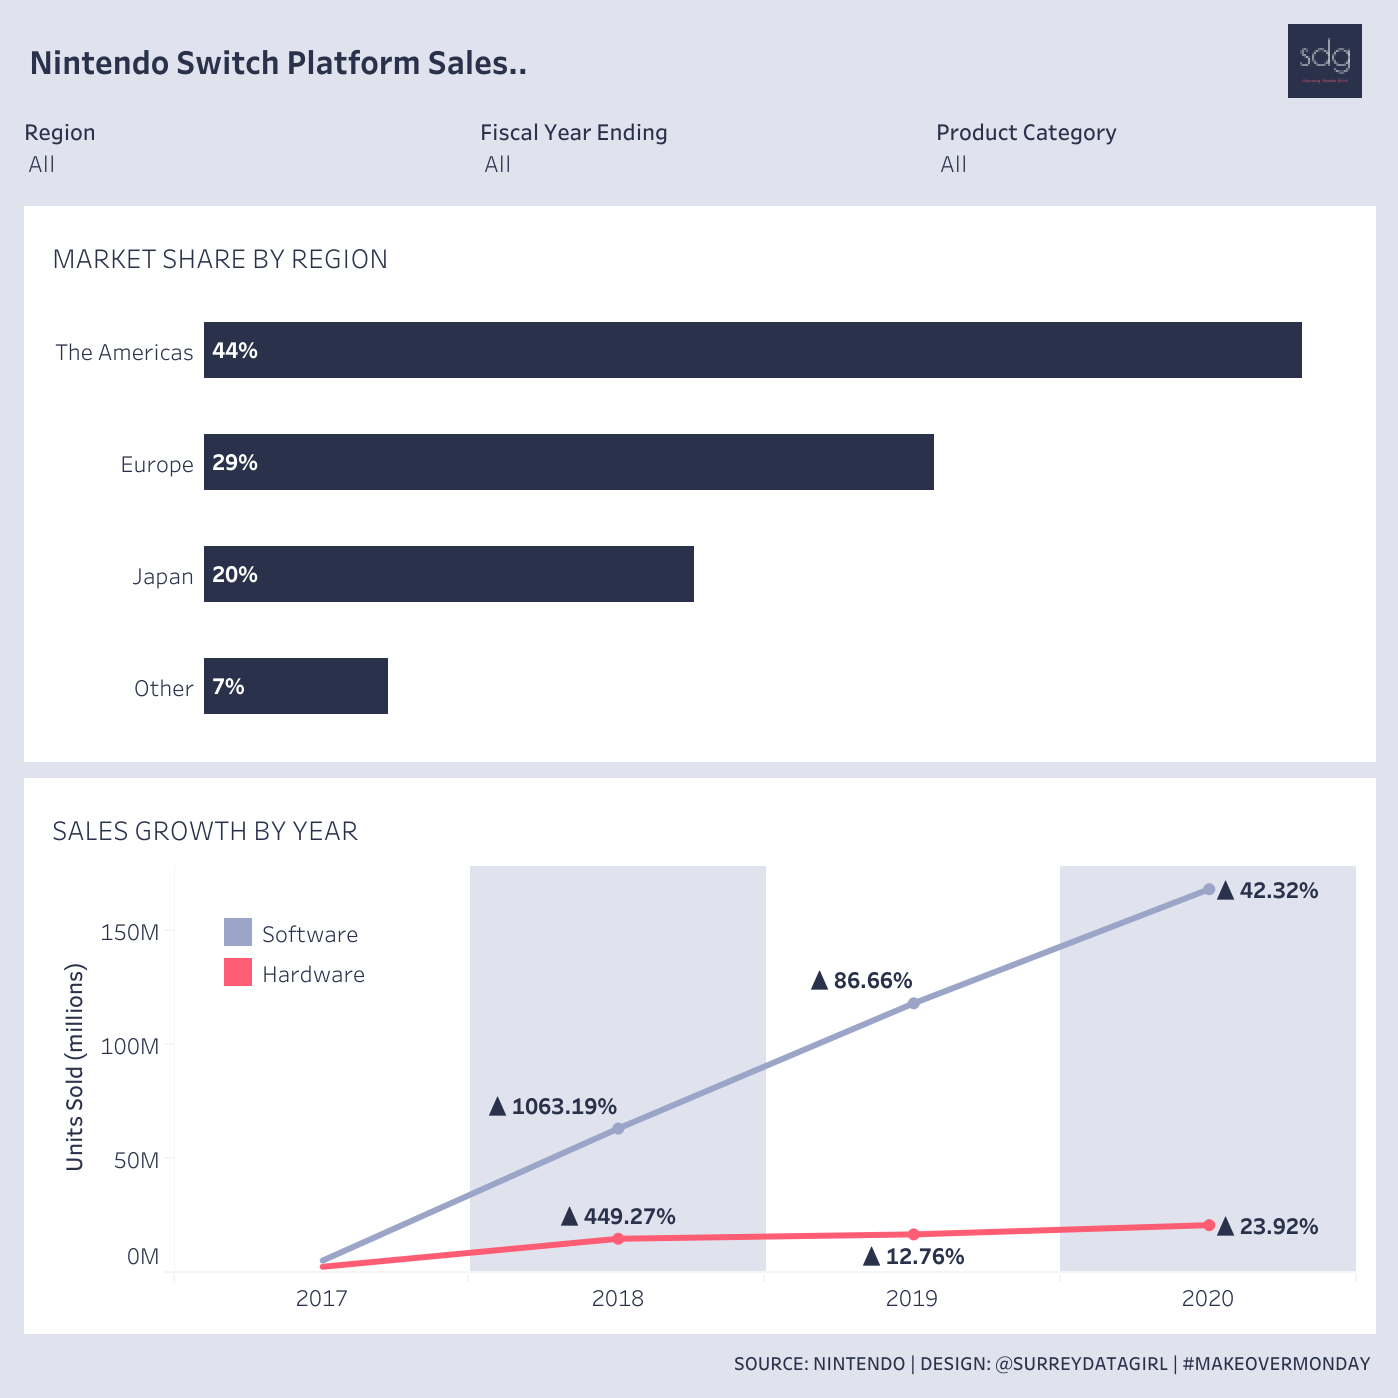 Nintendo Switch Platform Sales..
sdg
Region
All
Fiscal Year Ending
All
Product Category
All
MARKET SHARE BY REGION
The Americas 44%
Europe 29%
Japan 20%
Other 7%
SALES GROWTH BY YEAR
Units Sold (millions)
150M
100M
50M
0M
Software
Hardware
▲ 1063.19%
▲ 86.66%
▲ 42.32%
▲ 449.27%
▲ 12.76%
▲ 23.92%
2017 2018 2019 2020
SOURCE: NINTENDO | DESIGN: @SURREYDATAGIRL | #MAKEOVERMONDAY